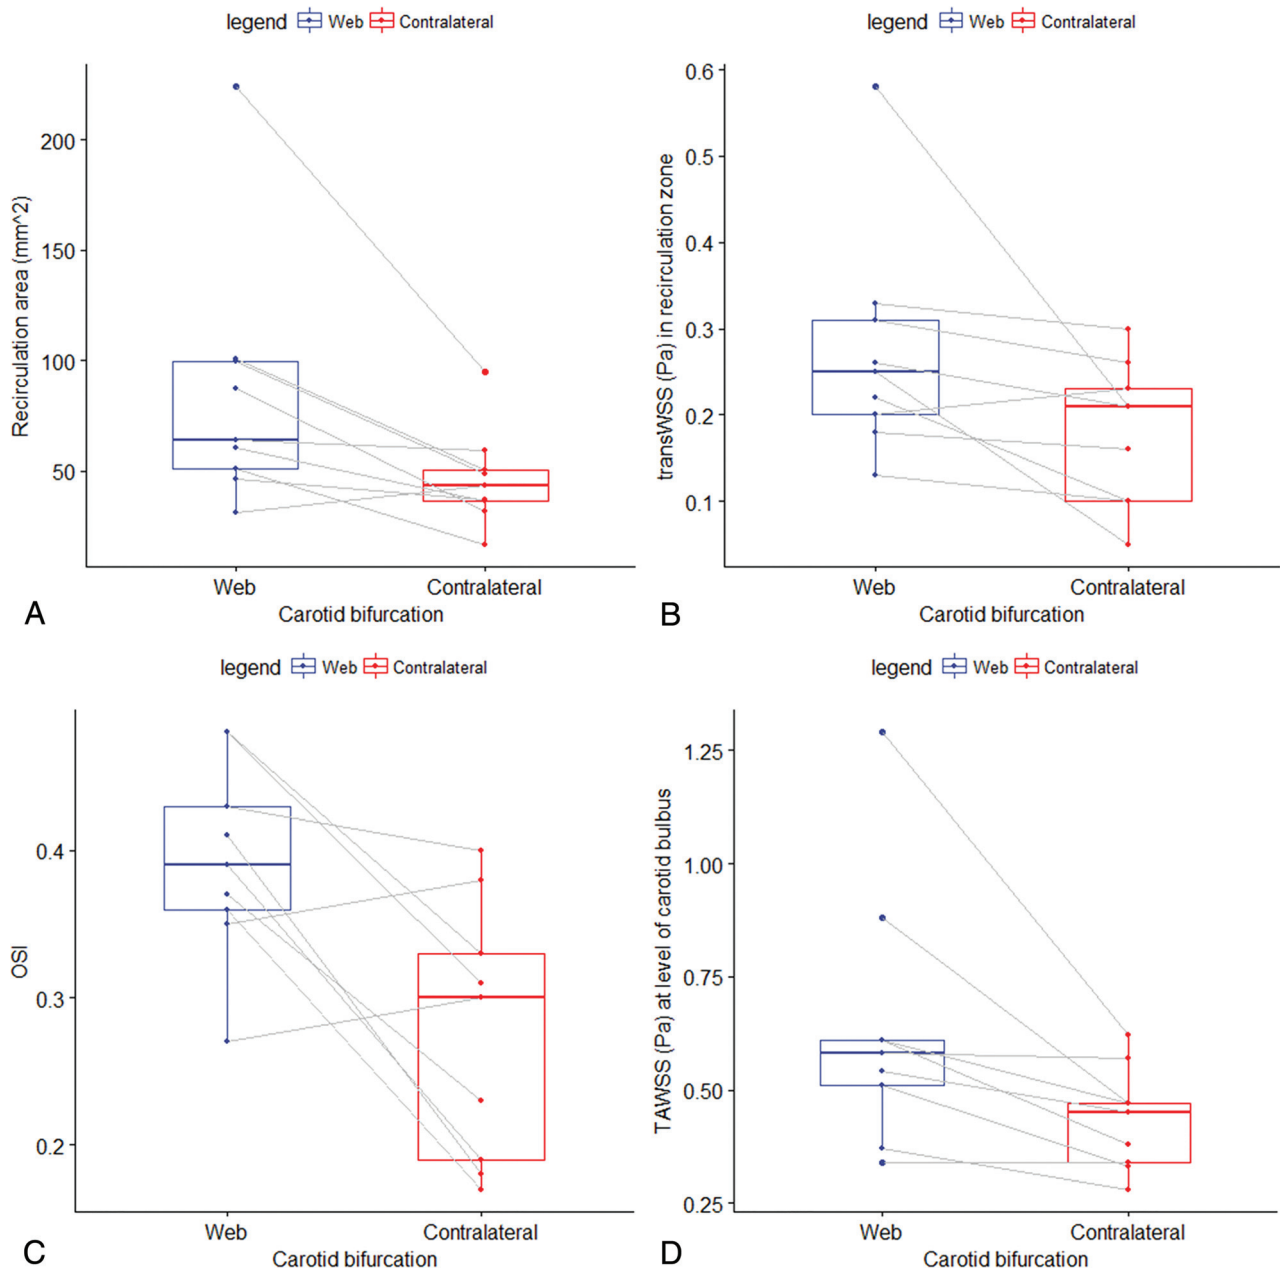 legend Web Contralateral
Recirculation area (mm^2)
200
150
100
50
Web Contralateral
Carotid bifurcation
A
legend Web Contralateral
transWSS (Pa) in recirculation zone
0.6
0.5
0.4
0.3
0.2
0.1
Web Contralateral
Carotid bifurcation
B
legend Web Contralateral
OSI
0.4
0.3
0.2
Web Contralateral
Carotid bifurcation
C
legend Web Contralateral
TAWSS (Pa) at level of carotid bulbus
1.25
1.00
0.75
0.50
0.25
Web Contralateral
Carotid bifurcation
D